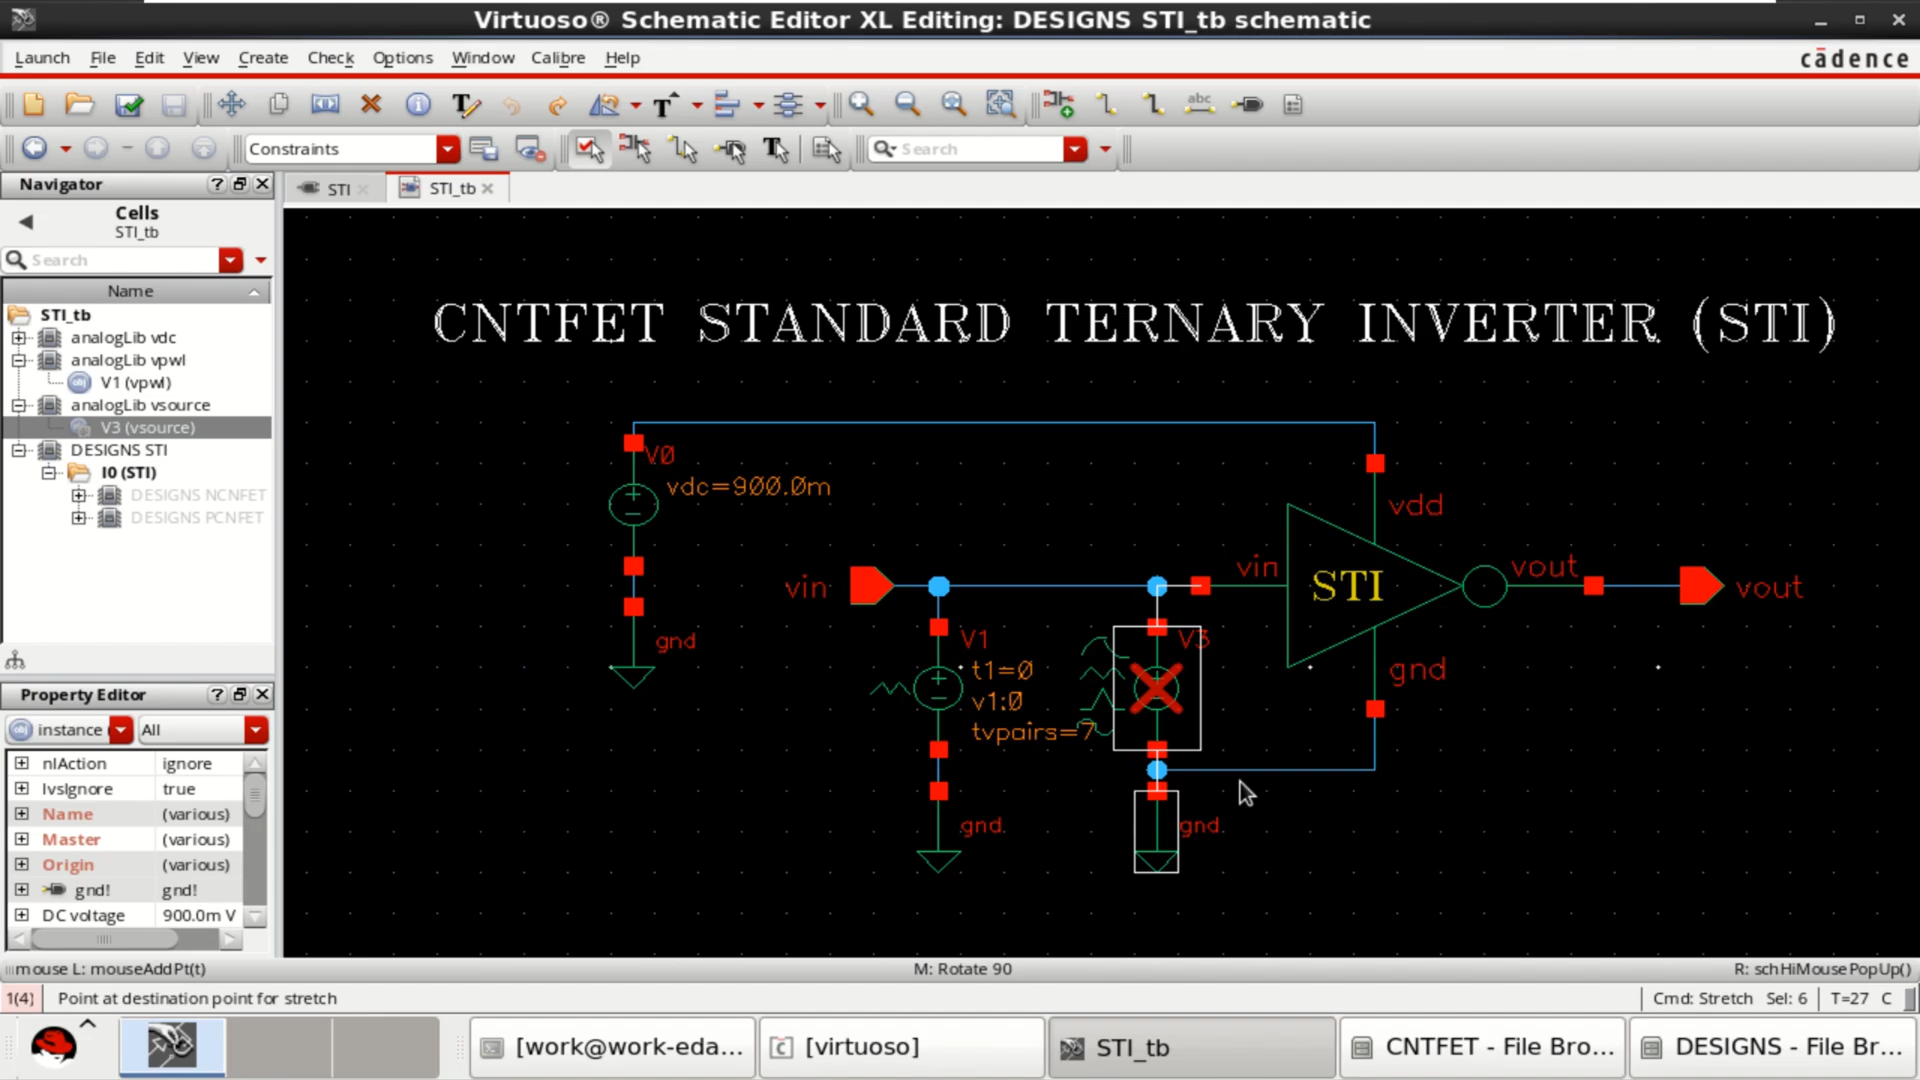 Virtuoso® Schematic Editor XL Editing: DESIGNS STI_tb schematic
Launch File Edit View Create Check Options Window Calibre Help
cādence
Constraints
Search
Navigator
STI
STI_tb
Cells
STI_tb
Search
Name
STI_tb
analogLib vdc
analogLib vpwl
V1 (vpwl)
analogLib vsource
V3 (vsource)
DESIGNS STI
I0 (STI)
DESIGNS NCNFET
DESIGNS PCNFET
Property Editor
instance
All
nlAction ignore
lvsIgnore true
Name (various)
Master (various)
Origin (various)
gnd! gnd!
DC voltage 900.0m V
CNTFET STANDARD TERNARY INVERTER (STI)
V0
vdc=900.0m
gnd
vin
V1
t1=0
v1:0
tvpairs=7
gnd
V3
gnd
vin
STI
vdd
vout
gnd
vout
mouse L: mouseAddPt(t)
M: Rotate 90
R: schHiMousePopUp()
1(4)
Point at destination point for stretch
Cmd: Stretch Sel: 6
T=27 C
[work@work-eda...
[virtuoso]
STI_tb
CNTFET - File Bro...
DESIGNS - File Br...